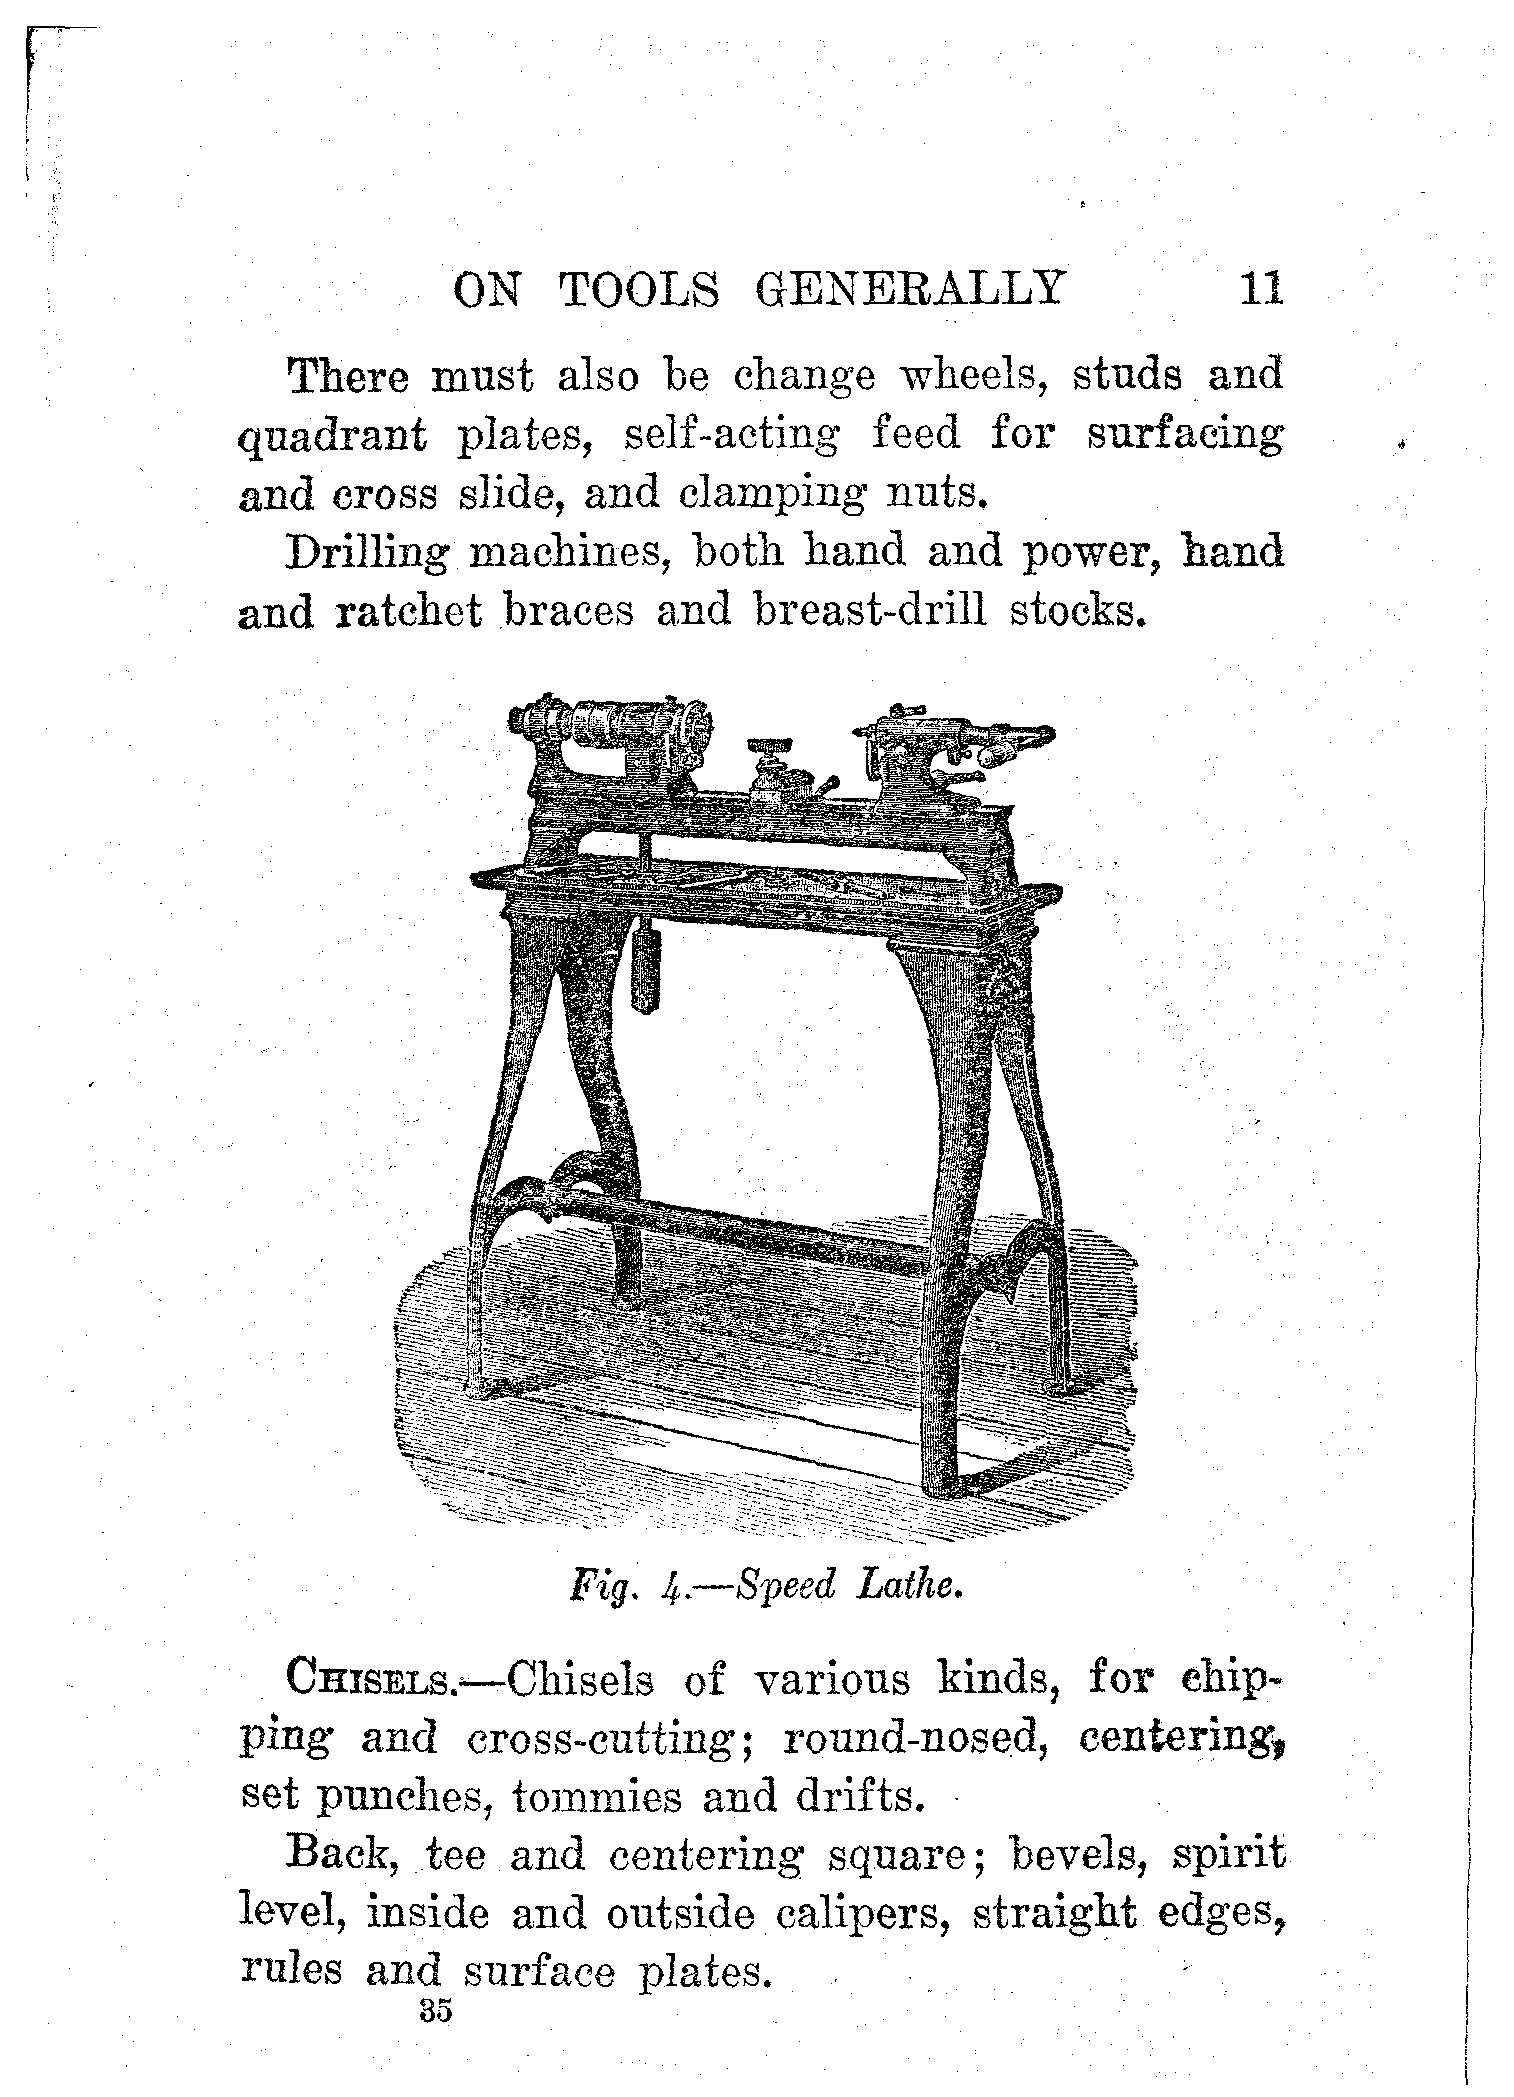 ON TOOLS GENERALLY 11
There must also be change wheels, studs and
quadrant plates, self-acting feed for surfacing
and cross slide, and clamping nuts.
Drilling machines, both hand and power, hand
and ratchet braces and breast-drill stocks.
Fig. 4.—Speed Lathe.
CHISELS.—Chisels of various kinds, for chip-
ping and cross-cutting; round-nosed, centering,
set punches, tommies and drifts.
Back, tee and centering square; bevels, spirit
level, inside and outside calipers, straight edges,
rules and surface plates.
35